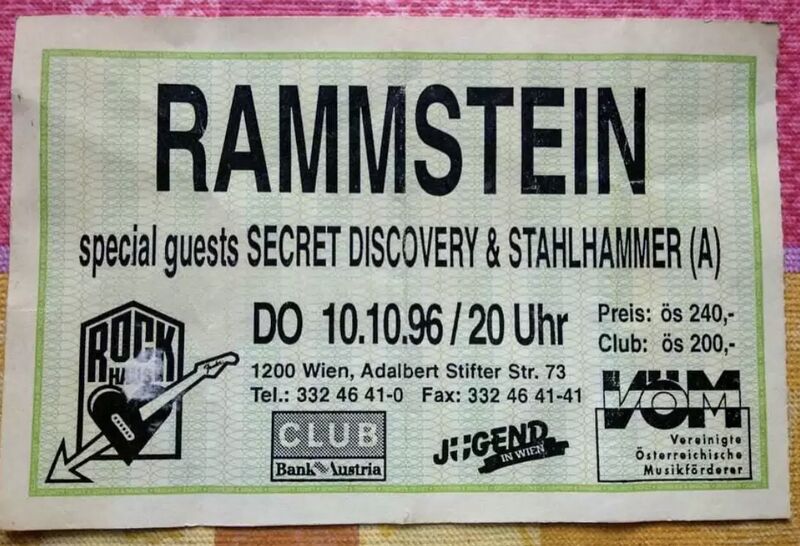 RAMMSTEIN
special guests SECRET DISCOVERY & STAHLHAMMER (A)
ROCK
HAUS
DO 10.10.96 / 20 Uhr
1200 Wien, Adalbert Stifter Str. 73
Tel.: 332 46 41-0 Fax: 332 46 41-41
Preis: ös 240,-
Club: ös 200,-
CLUB
Bank Austria
JUGEND
IN WIEN
VÖM
Vereinigte
Österreichische
Musikförderer